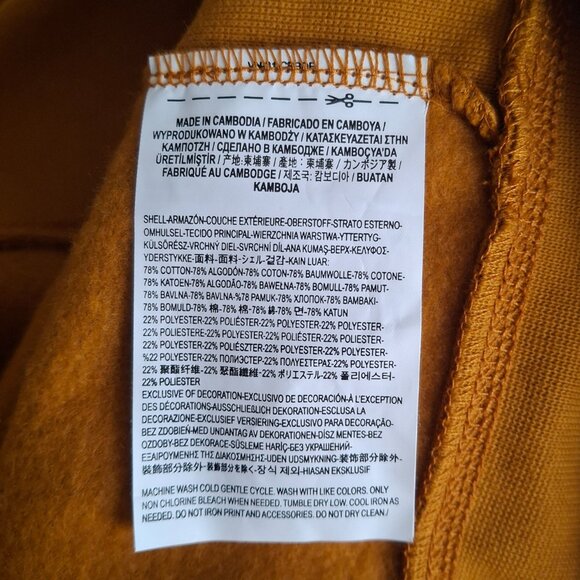 MADE IN CAMBODIA / FABRICADO EN CAMBOYA /
WYPRODUKOWANO W KAMBODŻY / ΚΑΤΑΣΚΕΥΑΖΕΤΑΙ ΣΤΗΝ
ΚΑΜΠΟΤΖΗ / СДЕЛАНО В КАМБОДЖЕ / KAMBOÇYA'DA
ÜRETİLMİŞTİR / 产地:柬埔寨 / 產地：柬埔寨 / カンボジア製 /
FABRIQUÉ AU CAMBODGE / 제조국: 캄보디아 / BUATAN
KAMBOJA
SHELL-ARMAZÓN-COUCHE EXTÉRIEURE-OBERSTOFF-STRATO ESTERNO-
OMHULSEL-TECIDO PRINCIPAL-WIERZCHNIA WARSTWA-YTTERTYG-
KÜLSŐRÉSZ-VRCHNÝ DIEL-SVRCHNÍ DÍL-ANA KUMAŞ-ВЕРХ-ΚΕΛΥΦΟΣ-
YDERSTYKKE-面料-面料-シェル-겉감-KAIN LUAR:
78% COTTON-78% ALGODÓN-78% COTON-78% BAUMWOLLE-78% COTONE-
78% KATOEN-78% ALGODÃO-78% BAWEŁNA-78% BOMULL-78% PAMUT-
78% BAVLNA-78% BAVLNA-%78 PAMUK-78% ХЛОПОК-78% ΒΑΜΒΑΚΙ-
78% BOMULD-78% 棉-78% 棉-78% 綿-78% 면-78% KATUN
22% POLYESTER-22% POLIÉSTER-22% POLYESTER-22% POLYESTER-
22% POLIESTERE-22% POLYESTER-22% POLIÉSTER-22% POLIESTER-
22% POLYESTER-22% POLIÉSZTER-22% POLYESTER-22% POLYESTER-
%22 POLYESTER-22% ПОЛИЭСТЕР-22% ΠΟΛΥΕΣΤΕΡΑΣ-22% POLYESTER-
22% 聚酯纤维-22% 聚酯纖維-22% ポリエステル-22% 폴리에스터-
22% POLIESTER
EXCLUSIVE OF DECORATION-EXCLUSIVO DE DECORACIÓN-À L'EXCEPTION
DES DÉCORATIONS-AUSSCHLIEßLICH DEKORATION-ESCLUSA LA
DECORAZIONE-EXCLUSIEF VERSIERING-EXCLUSIVO PARA DECORAÇÃO-
BEZ ZDOBIEŃ-MED UNDANTAG AV DEKORATIONEN-DÍSZ MENTES-BEZ
OZDOBY-BEZ DEKORACE-SÜSLEME HARİÇ-БЕЗ УКРАШЕНИЙ-
ΕΞΑΙΡΟΥΜΕΝΗΣ ΤΗΣ ΔΙΑΚΟΣΜΗΣΗΣ-UDEN UDSMYKNING-装饰部分除外-
裝飾部分除外-装飾部分を除く-장식 제외-HIASAN EKSKLUSIF
MACHINE WASH COLD GENTLE CYCLE. WASH WITH LIKE COLORS. ONLY
NON CHLORINE BLEACH WHEN NEEDED. TUMBLE DRY LOW. COOL IRON AS
NEEDED. DO NOT IRON PRINT AND ACCESSORIES. DO NOT DRY CLEAN./